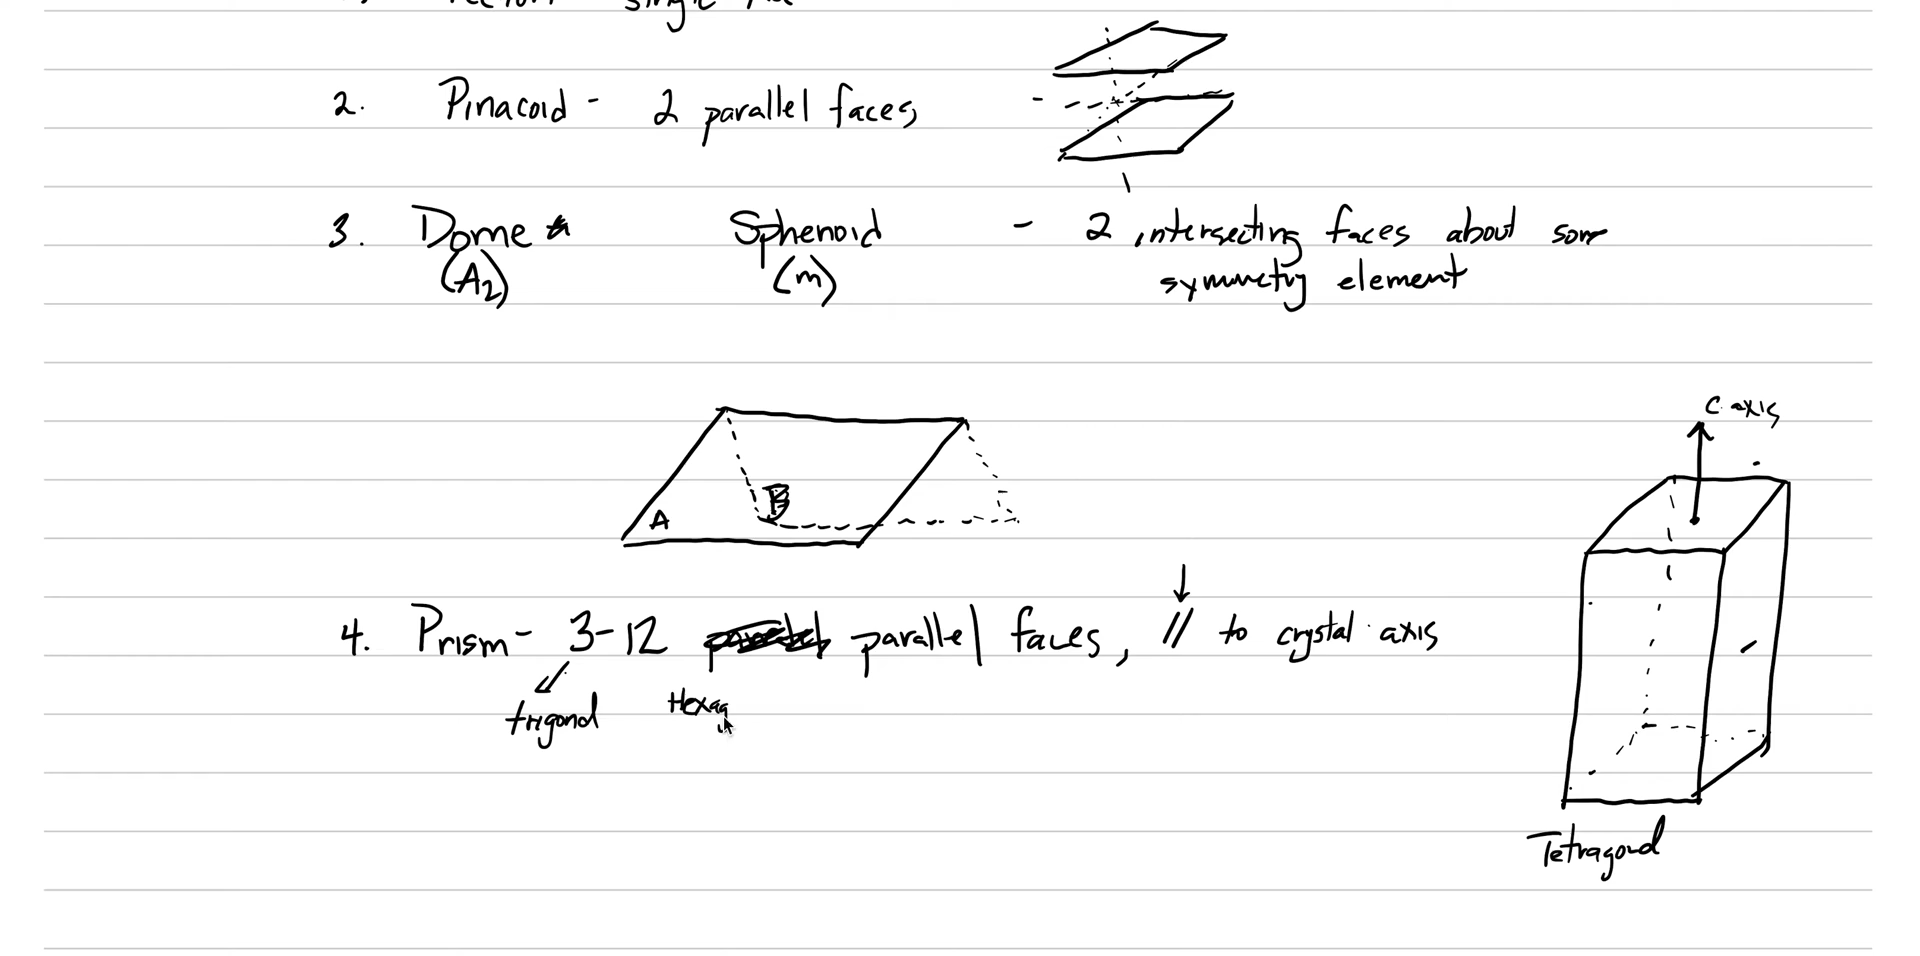 2. Pinacoid - 2 parallel faces
3. Dome Sphenoid - 2 intersecting faces about some
(A2) (m) symmetry element
C axis
A B
4. Prism - 3-12 parallel faces, // to crystal axis
trigonal Hexag
Tetragonal